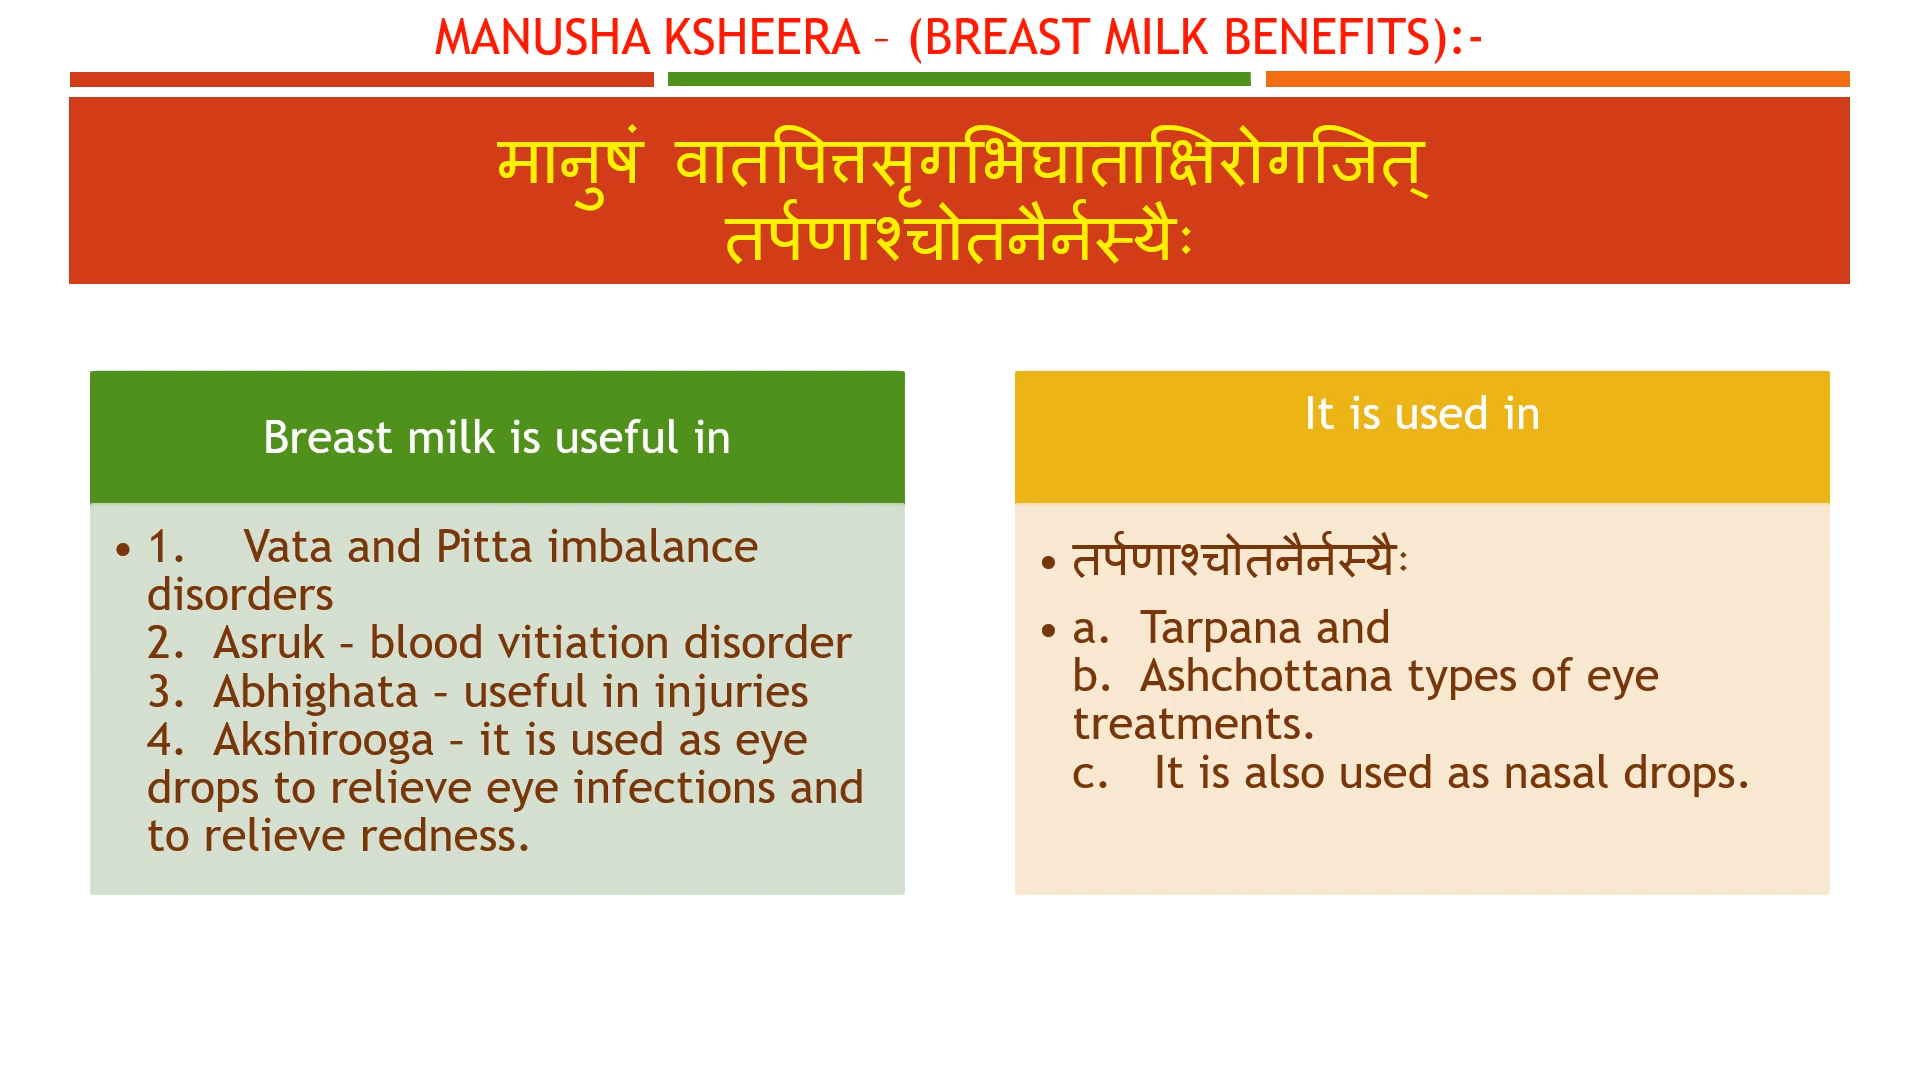 MANUSHA KSHEERA – (BREAST MILK BENEFITS):-
मानुषं वातपित्तसृगभिघाताक्षिरोगजित्
तर्पणाश्चोतनैर्नस्यैः
Breast milk is useful in
• 1. Vata and Pitta imbalance
disorders
2. Asruk – blood vitiation disorder
3. Abhighata – useful in injuries
4. Akshirooga – it is used as eye
drops to relieve eye infections and
to relieve redness.
It is used in
• तर्पणाश्चोतनैर्नस्यैः
• a. Tarpana and
b. Ashchottana types of eye
treatments.
c. It is also used as nasal drops.